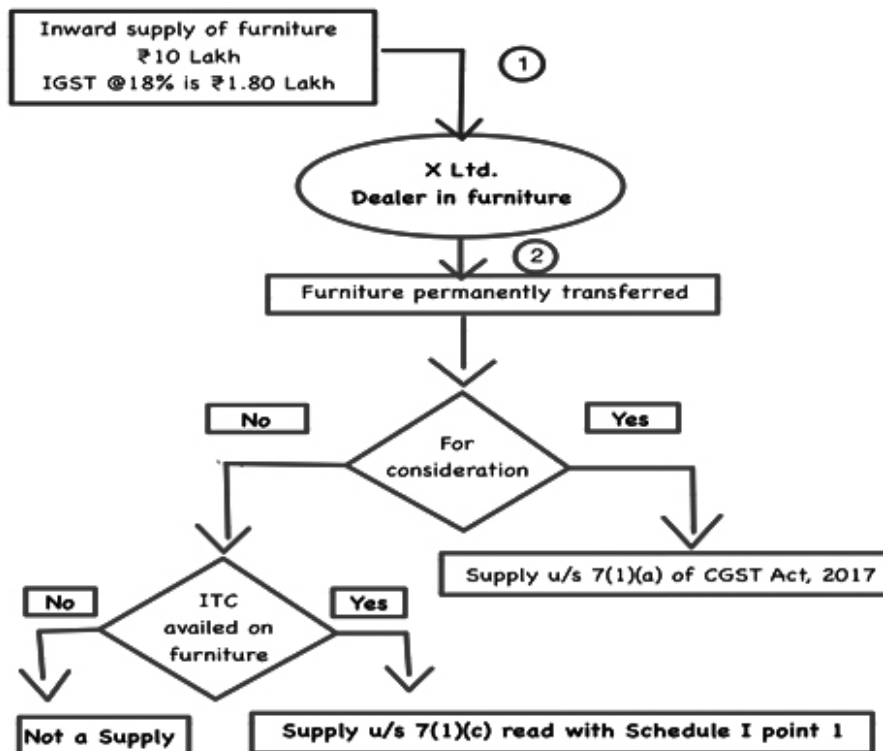 Inward supply of furniture
₹10 Lakh
IGST @18% is ₹1.80 Lakh
1
X Ltd.
Dealer in furniture
2
Furniture permanently transferred
No
Yes
For
consideration
Supply u/s 7(1)(a) of CGST Act, 2017
No
ITC
availed on
furniture
Yes
Not a Supply
Supply u/s 7(1)(c) read with Schedule I point 1